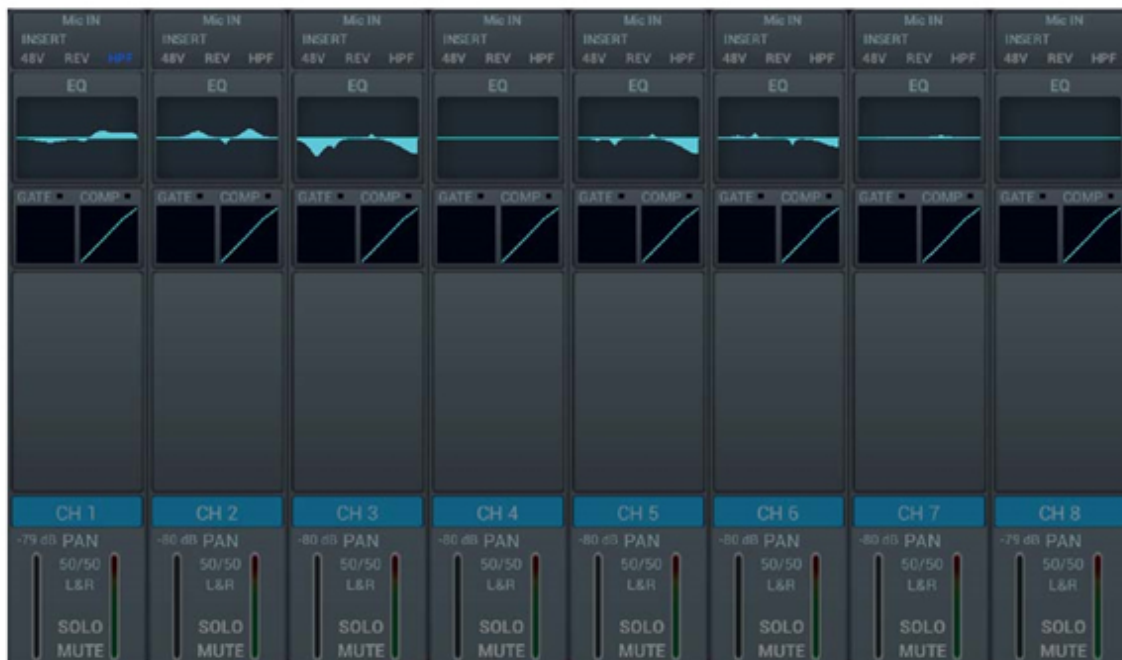 Mic IN Mic IN Mic IN Mic IN Mic IN Mic IN Mic IN Mic IN
INSERT INSERT INSERT INSERT INSERT INSERT INSERT INSERT
48V REV HPF 48V REV HPF 48V REV HPF 48V REV HPF 48V REV HPF 48V REV HPF 48V REV HPF 48V REV HPF
EQ EQ EQ EQ EQ EQ EQ EQ
GATE COMP GATE COMP GATE COMP GATE COMP GATE COMP GATE COMP GATE COMP GATE COMP
CH 1 CH 2 CH 3 CH 4 CH 5 CH 6 CH 7 CH 8
-79 dB PAN -80 dB PAN -80 dB PAN -80 dB PAN -80 dB PAN -80 dB PAN -80 dB PAN -79 dB PAN
50/50 50/50 50/50 50/50 50/50 50/50 50/50 50/50
L&R L&R L&R L&R L&R L&R L&R L&R
SOLO SOLO SOLO SOLO SOLO SOLO SOLO SOLO
MUTE MUTE MUTE MUTE MUTE MUTE MUTE MUTE